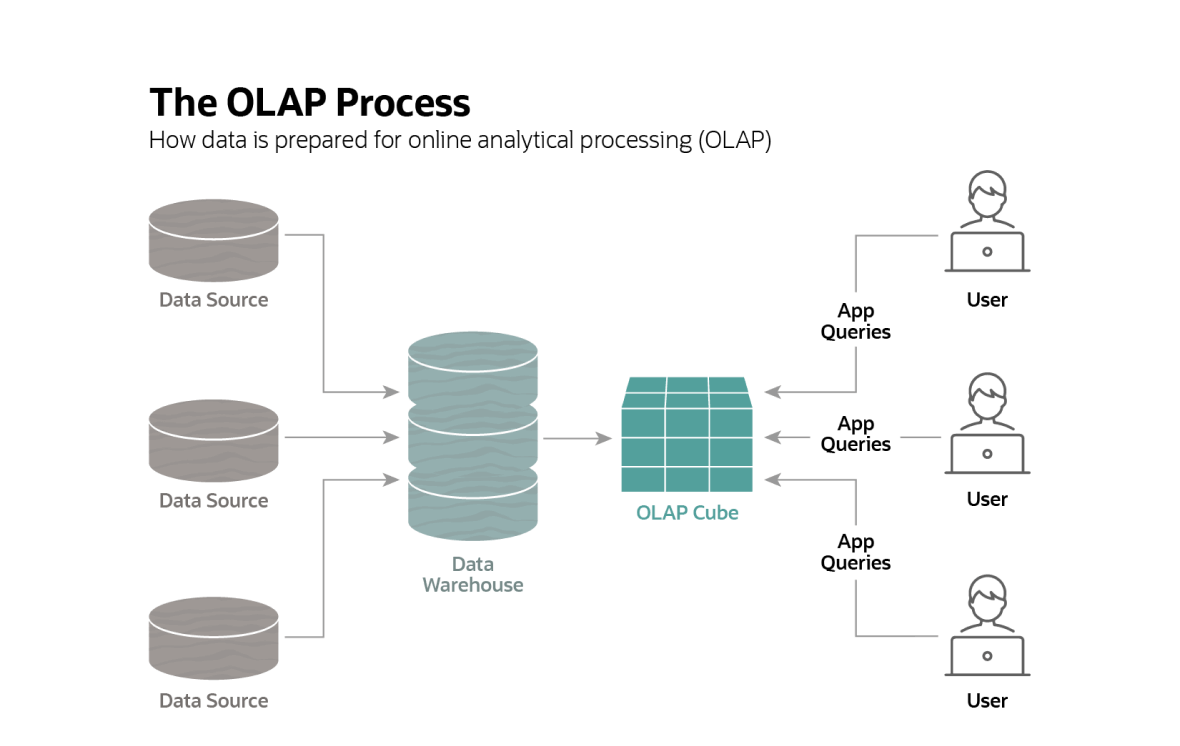 The OLAP Process
How data is prepared for online analytical processing (OLAP)
Data Source
User
App
Queries
Data Source
App
Queries
User
OLAP Cube
Data
Warehouse
App
Queries
Data Source
User